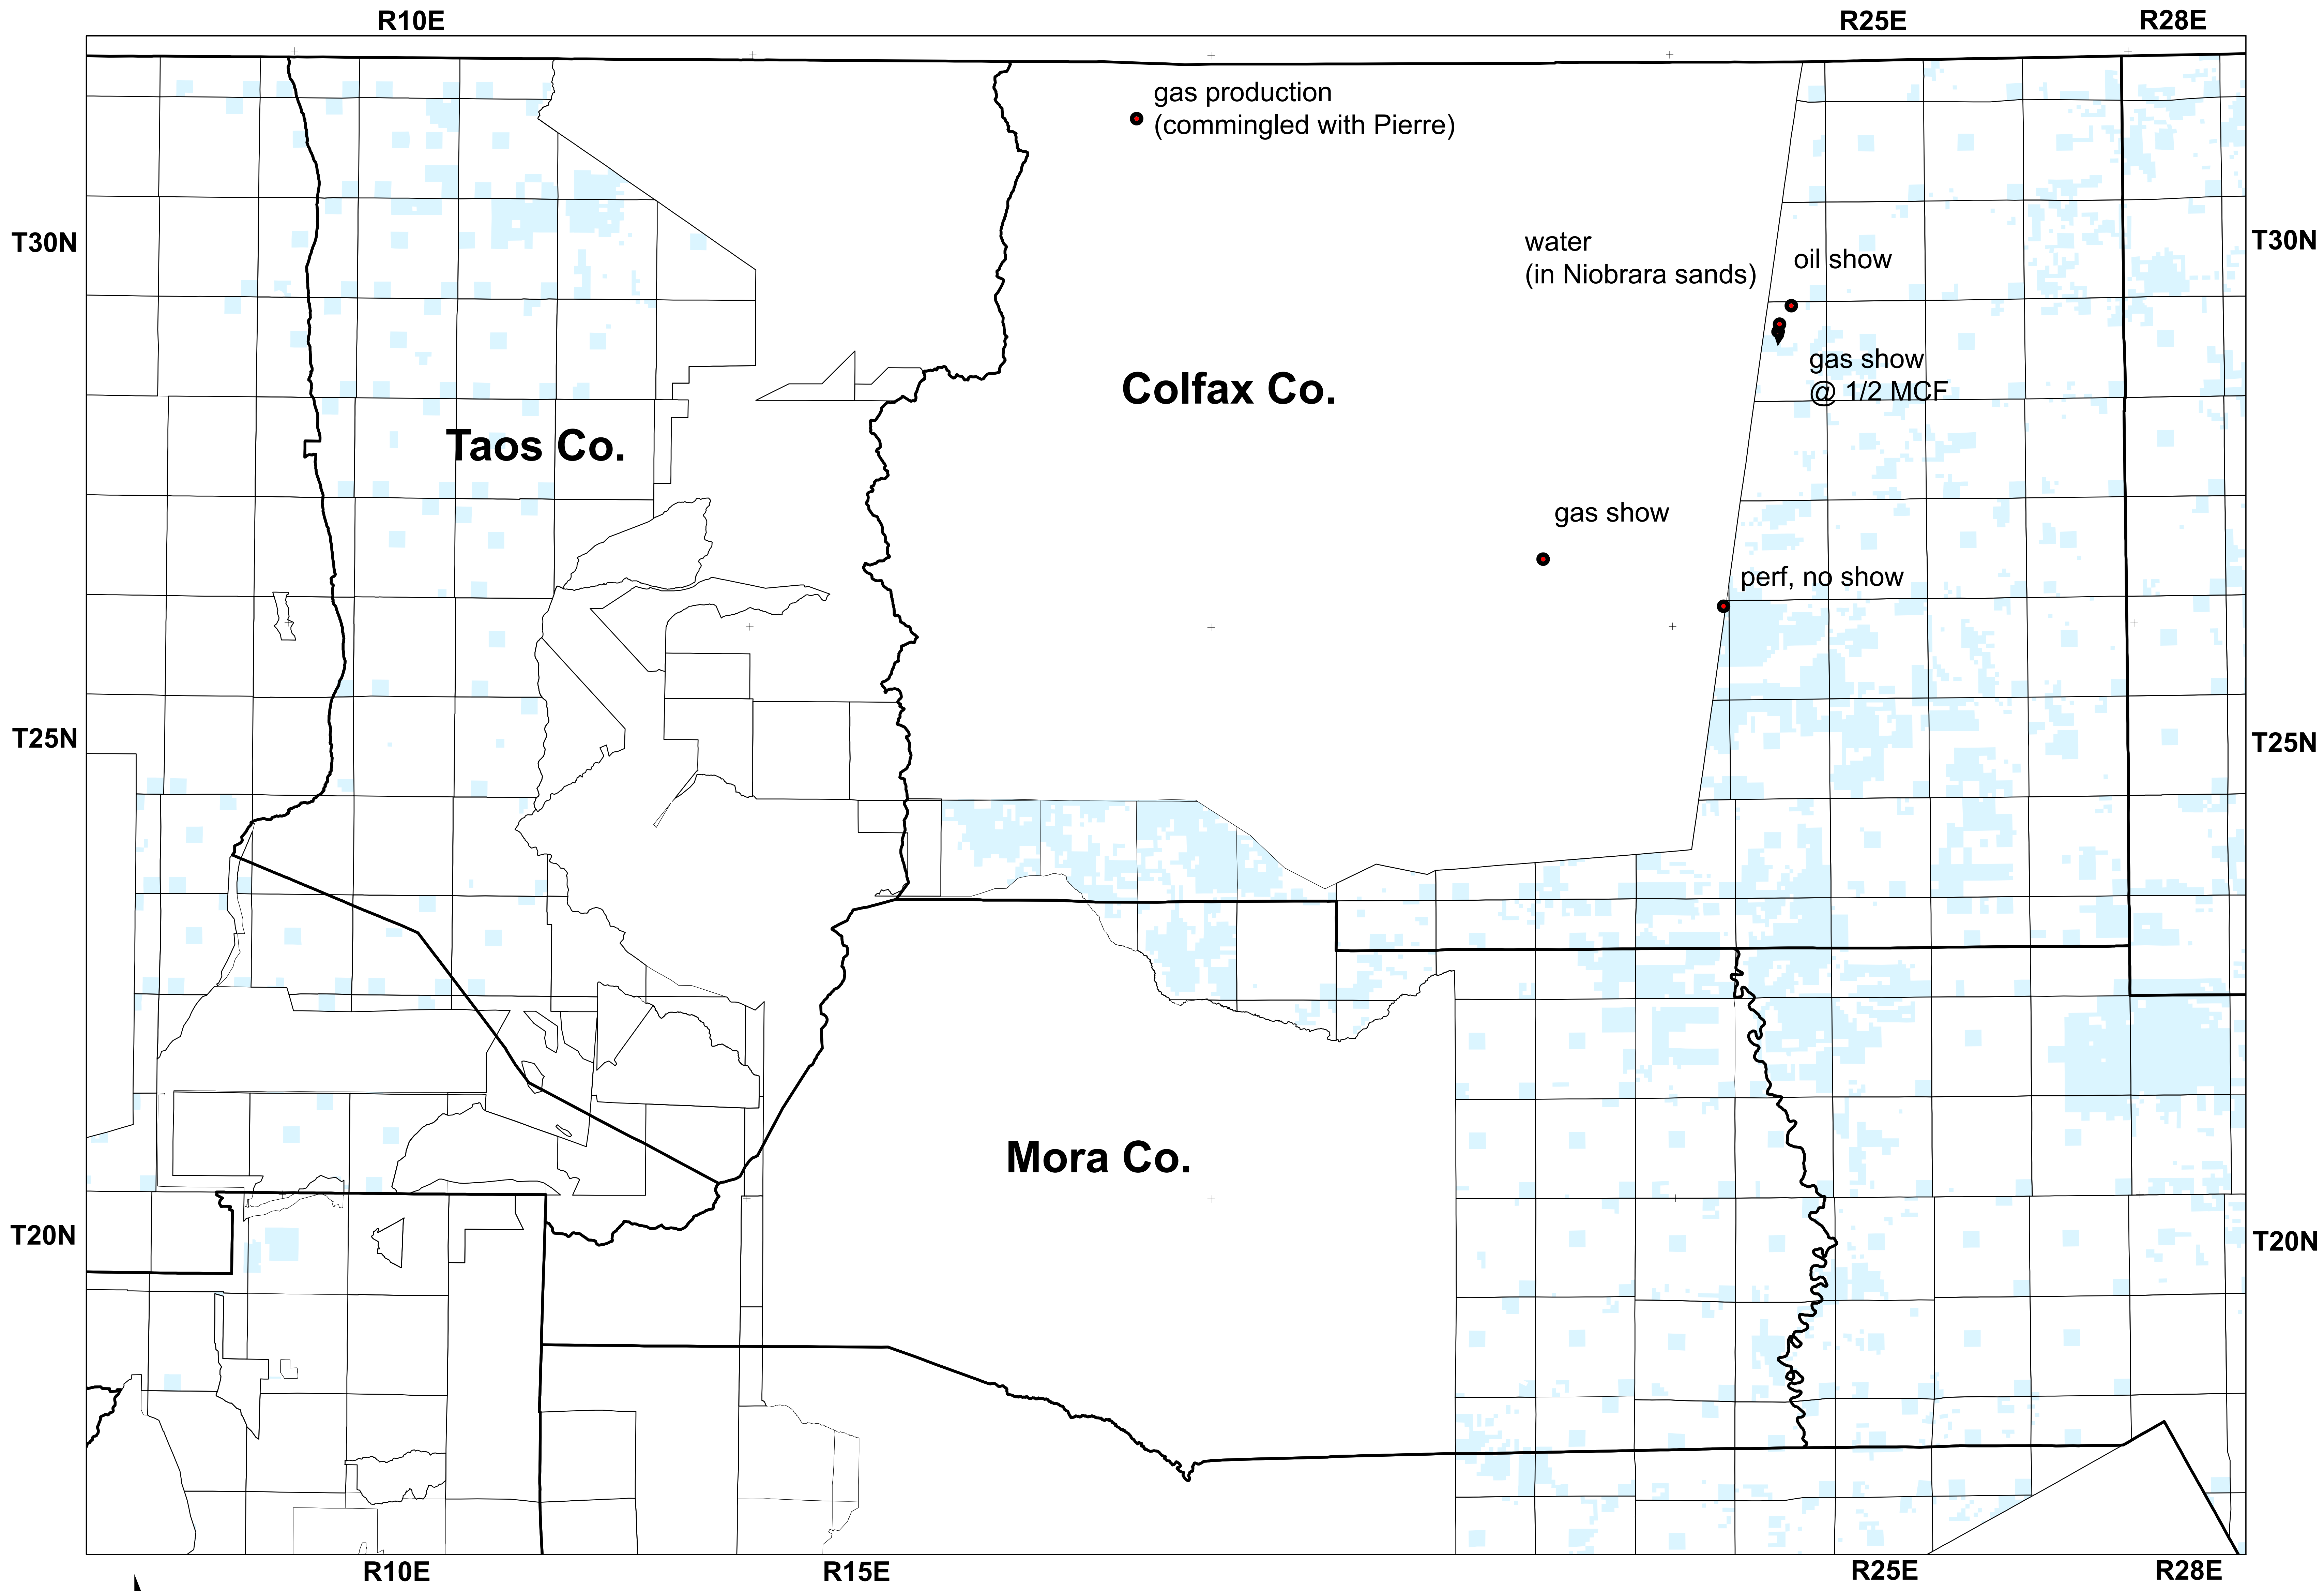 R10E
R25E
R28E
gas production
(commingled with Pierre)
T30N
T30N
water
(in Niobrara sands)
oil show
gas show
@ 1/2 MCF
Colfax Co.
Taos Co.
gas show
perf, no show
T25N
T25N
Mora Co.
T20N
T20N
R10E
R15E
R25E
R28E